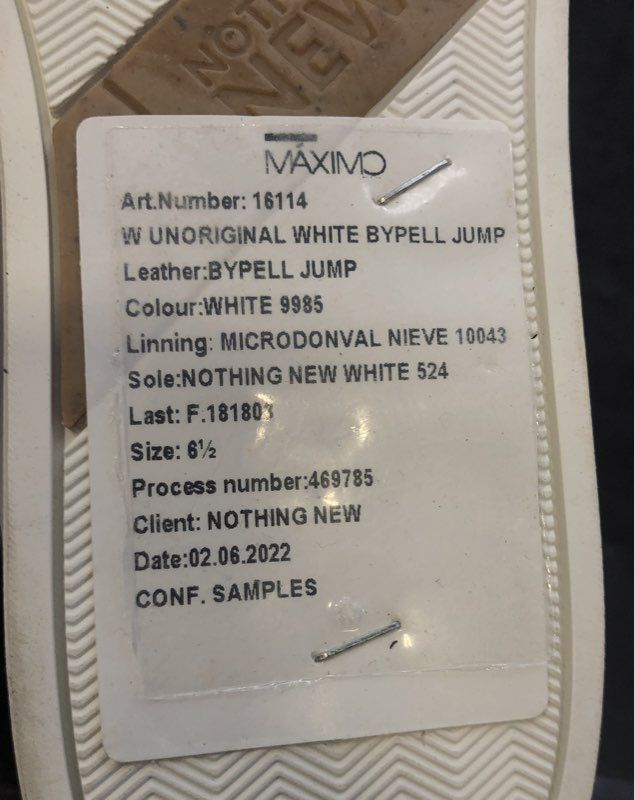 NOTHING
NEW
MÁXIMO
Art.Number: 16114
W UNORIGINAL WHITE BYPELL JUMP
Leather:BYPELL JUMP
Colour:WHITE 9985
Linning: MICRODONVAL NIEVE 10043
Sole:NOTHING NEW WHITE 524
Last: F.181803
Size: 6½
Process number:469785
Client: NOTHING NEW
Date:02.06.2022
CONF. SAMPLES